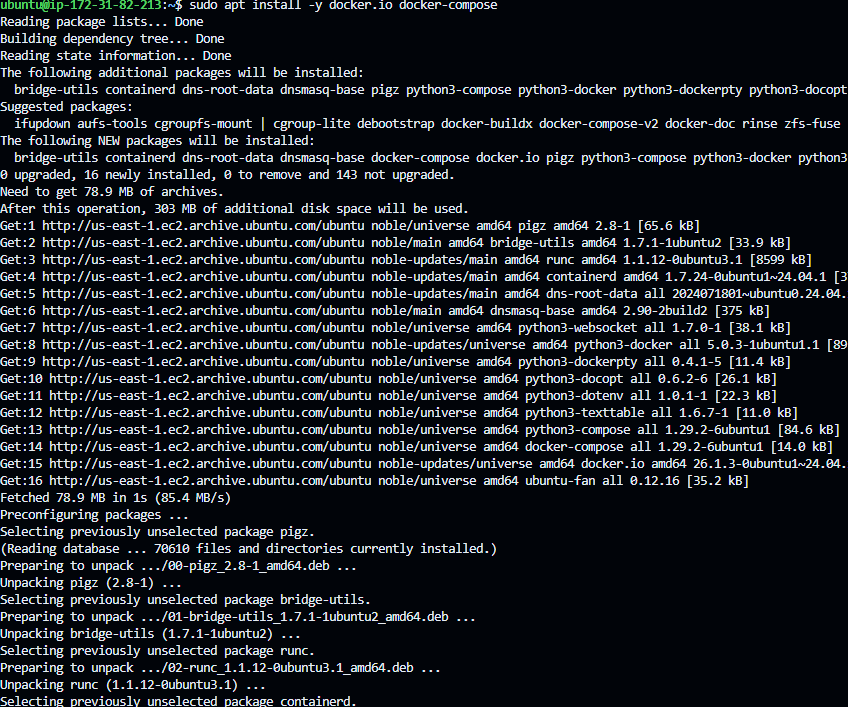 ubuntu@ip-172-31-82-213:~$ sudo apt install -y docker.io docker-compose
Reading package lists... Done
Building dependency tree... Done
Reading state information... Done
The following additional packages will be installed:
  bridge-utils containerd dns-root-data dnsmasq-base pigz python3-compose python3-docker python3-dockerpty python3-docopt
Suggested packages:
  ifupdown aufs-tools cgroupfs-mount | cgroup-lite debootstrap docker-buildx docker-compose-v2 docker-doc rinse zfs-fuse
The following NEW packages will be installed:
  bridge-utils containerd dns-root-data dnsmasq-base docker-compose docker.io pigz python3-compose python3-docker python3
0 upgraded, 16 newly installed, 0 to remove and 143 not upgraded.
Need to get 78.9 MB of archives.
After this operation, 303 MB of additional disk space will be used.
Get:1 http://us-east-1.ec2.archive.ubuntu.com/ubuntu noble/universe amd64 pigz amd64 2.8-1 [65.6 kB]
Get:2 http://us-east-1.ec2.archive.ubuntu.com/ubuntu noble/main amd64 bridge-utils amd64 1.7.1-1ubuntu2 [33.9 kB]
Get:3 http://us-east-1.ec2.archive.ubuntu.com/ubuntu noble-updates/main amd64 runc amd64 1.1.12-0ubuntu3.1 [8599 kB]
Get:4 http://us-east-1.ec2.archive.ubuntu.com/ubuntu noble-updates/main amd64 containerd amd64 1.7.24-0ubuntu1~24.04.1 [3
Get:5 http://us-east-1.ec2.archive.ubuntu.com/ubuntu noble-updates/main amd64 dns-root-data all 2024071801~ubuntu0.24.04.
Get:6 http://us-east-1.ec2.archive.ubuntu.com/ubuntu noble/main amd64 dnsmasq-base amd64 2.90-2build2 [375 kB]
Get:7 http://us-east-1.ec2.archive.ubuntu.com/ubuntu noble/universe amd64 python3-websocket all 1.7.0-1 [38.1 kB]
Get:8 http://us-east-1.ec2.archive.ubuntu.com/ubuntu noble-updates/universe amd64 python3-docker all 5.0.3-1ubuntu1.1 [89
Get:9 http://us-east-1.ec2.archive.ubuntu.com/ubuntu noble/universe amd64 python3-dockerpty all 0.4.1-5 [11.4 kB]
Get:10 http://us-east-1.ec2.archive.ubuntu.com/ubuntu noble/universe amd64 python3-docopt all 0.6.2-6 [26.1 kB]
Get:11 http://us-east-1.ec2.archive.ubuntu.com/ubuntu noble/universe amd64 python3-dotenv all 1.0.1-1 [22.3 kB]
Get:12 http://us-east-1.ec2.archive.ubuntu.com/ubuntu noble/universe amd64 python3-texttable all 1.6.7-1 [11.0 kB]
Get:13 http://us-east-1.ec2.archive.ubuntu.com/ubuntu noble/universe amd64 python3-compose all 1.29.2-6ubuntu1 [84.6 kB]
Get:14 http://us-east-1.ec2.archive.ubuntu.com/ubuntu noble/universe amd64 docker-compose all 1.29.2-6ubuntu1 [14.0 kB]
Get:15 http://us-east-1.ec2.archive.ubuntu.com/ubuntu noble-updates/universe amd64 docker.io amd64 26.1.3-0ubuntu1~24.04.
Get:16 http://us-east-1.ec2.archive.ubuntu.com/ubuntu noble/universe amd64 ubuntu-fan all 0.12.16 [35.2 kB]
Fetched 78.9 MB in 1s (85.4 MB/s)
Preconfiguring packages ...
Selecting previously unselected package pigz.
(Reading database ... 70610 files and directories currently installed.)
Preparing to unpack .../00-pigz_2.8-1_amd64.deb ...
Unpacking pigz (2.8-1) ...
Selecting previously unselected package bridge-utils.
Preparing to unpack .../01-bridge-utils_1.7.1-1ubuntu2_amd64.deb ...
Unpacking bridge-utils (1.7.1-1ubuntu2) ...
Selecting previously unselected package runc.
Preparing to unpack .../02-runc_1.1.12-0ubuntu3.1_amd64.deb ...
Unpacking runc (1.1.12-0ubuntu3.1) ...
Selecting previously unselected package containerd.